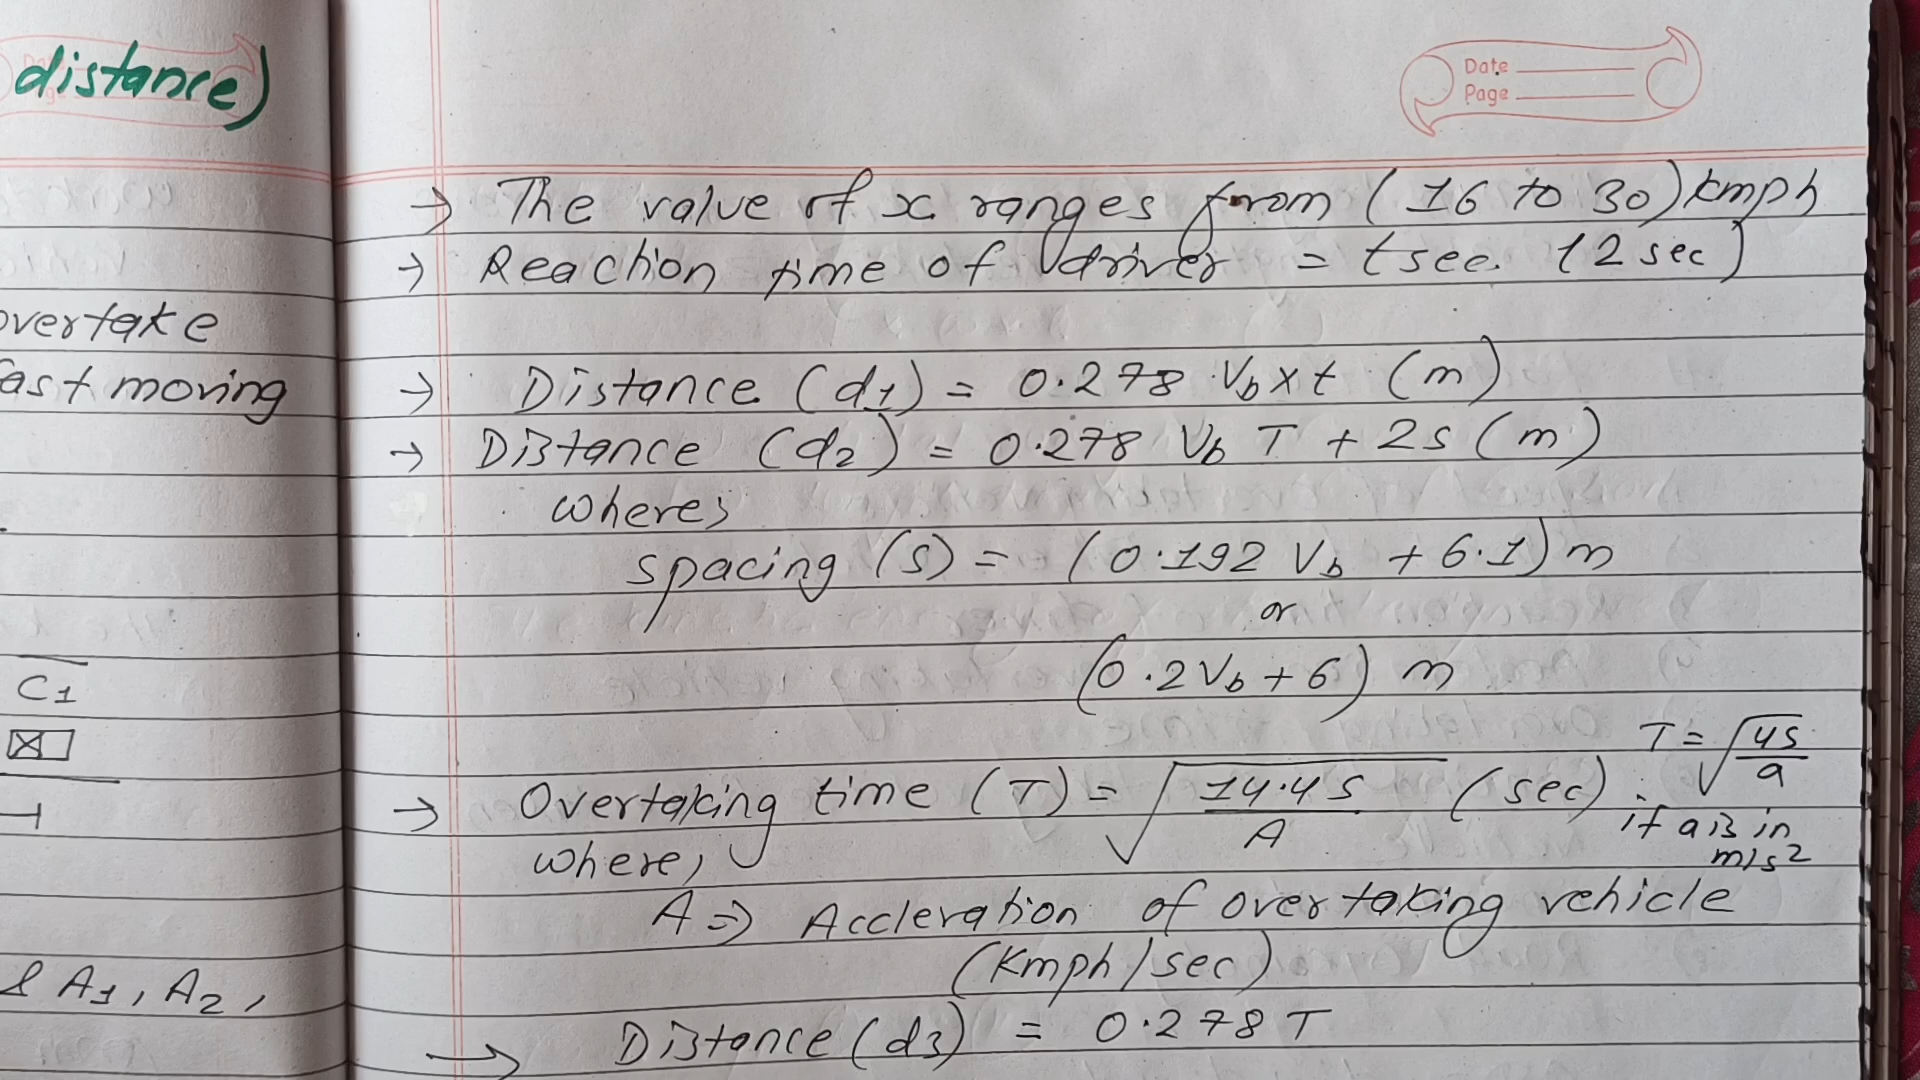 distance)
overtake
fast moving
C1
& A1, A2,
Date
Page
→ The value of x ranges from (16 to 30) kmph
→ Reaction time of driver = t sec. (2 sec)
→ Distance (d1) = 0.278 Vb x t (m)
→ Distance (d2) = 0.278 Vb T + 2s (m)
where,
spacing (s) = (0.192 Vb + 6.1) m
or
(0.2 Vb + 6) m
→ Overtaking time (T) = √(14.4 S / A) (sec)
T = √(4s / a)
if a is in
m/s²
where,
A ⇒ Accleration of overtaking vehicle
(Kmph/sec)
→ Distance (d3) = 0.278 T